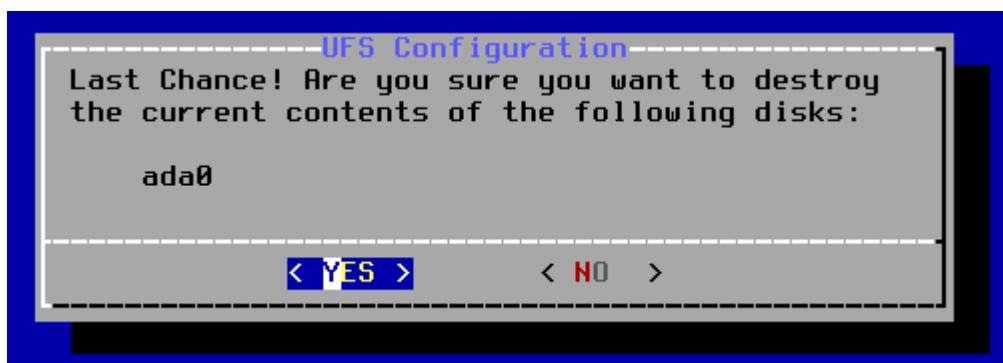 UFS Configuration
Last Chance! Are you sure you want to destroy
the current contents of the following disks:
ada0
< YES > < NO >